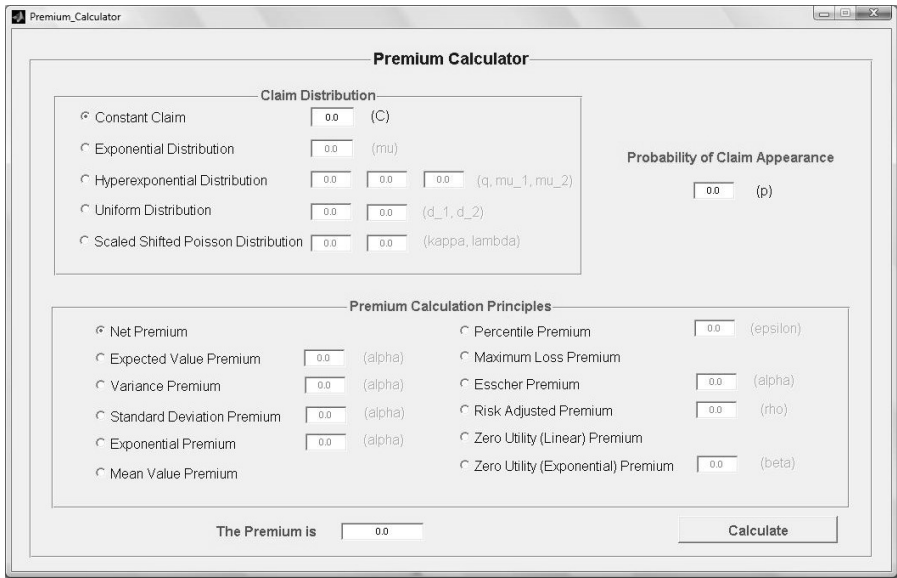 Premium_Calculator
Premium Calculator
Claim Distribution
Constant Claim 0.0 (C)
Exponential Distribution 0.0 (mu)
Hyperexponential Distribution 0.0 0.0 0.0 (q, mu_1, mu_2)
Uniform Distribution 0.0 0.0 (d_1, d_2)
Scaled Shifted Poisson Distribution 0.0 0.0 (kappa, lambda)
Probability of Claim Appearance
0.0 (p)
Premium Calculation Principles
Net Premium
Expected Value Premium 0.0 (alpha)
Variance Premium 0.0 (alpha)
Standard Deviation Premium 0.0 (alpha)
Exponential Premium 0.0 (alpha)
Mean Value Premium
Percentile Premium 0.0 (epsilon)
Maximum Loss Premium
Esscher Premium 0.0 (alpha)
Risk Adjusted Premium 0.0 (rho)
Zero Utility (Linear) Premium
Zero Utility (Exponential) Premium 0.0 (beta)
The Premium is 0.0
Calculate